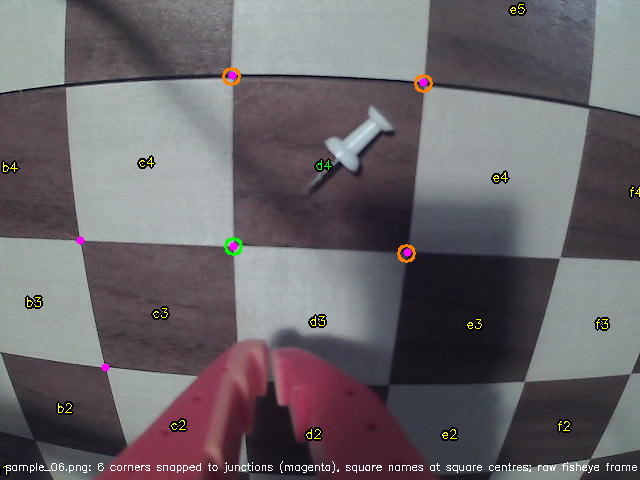 e5
b4
c4
d4
e4
f4
b3
c3
d3
e3
f3
b2
c2
d2
e2
f2
sample_06.png: 6 corners snapped to junctions (magenta), square names at square centres; raw fisheye frame